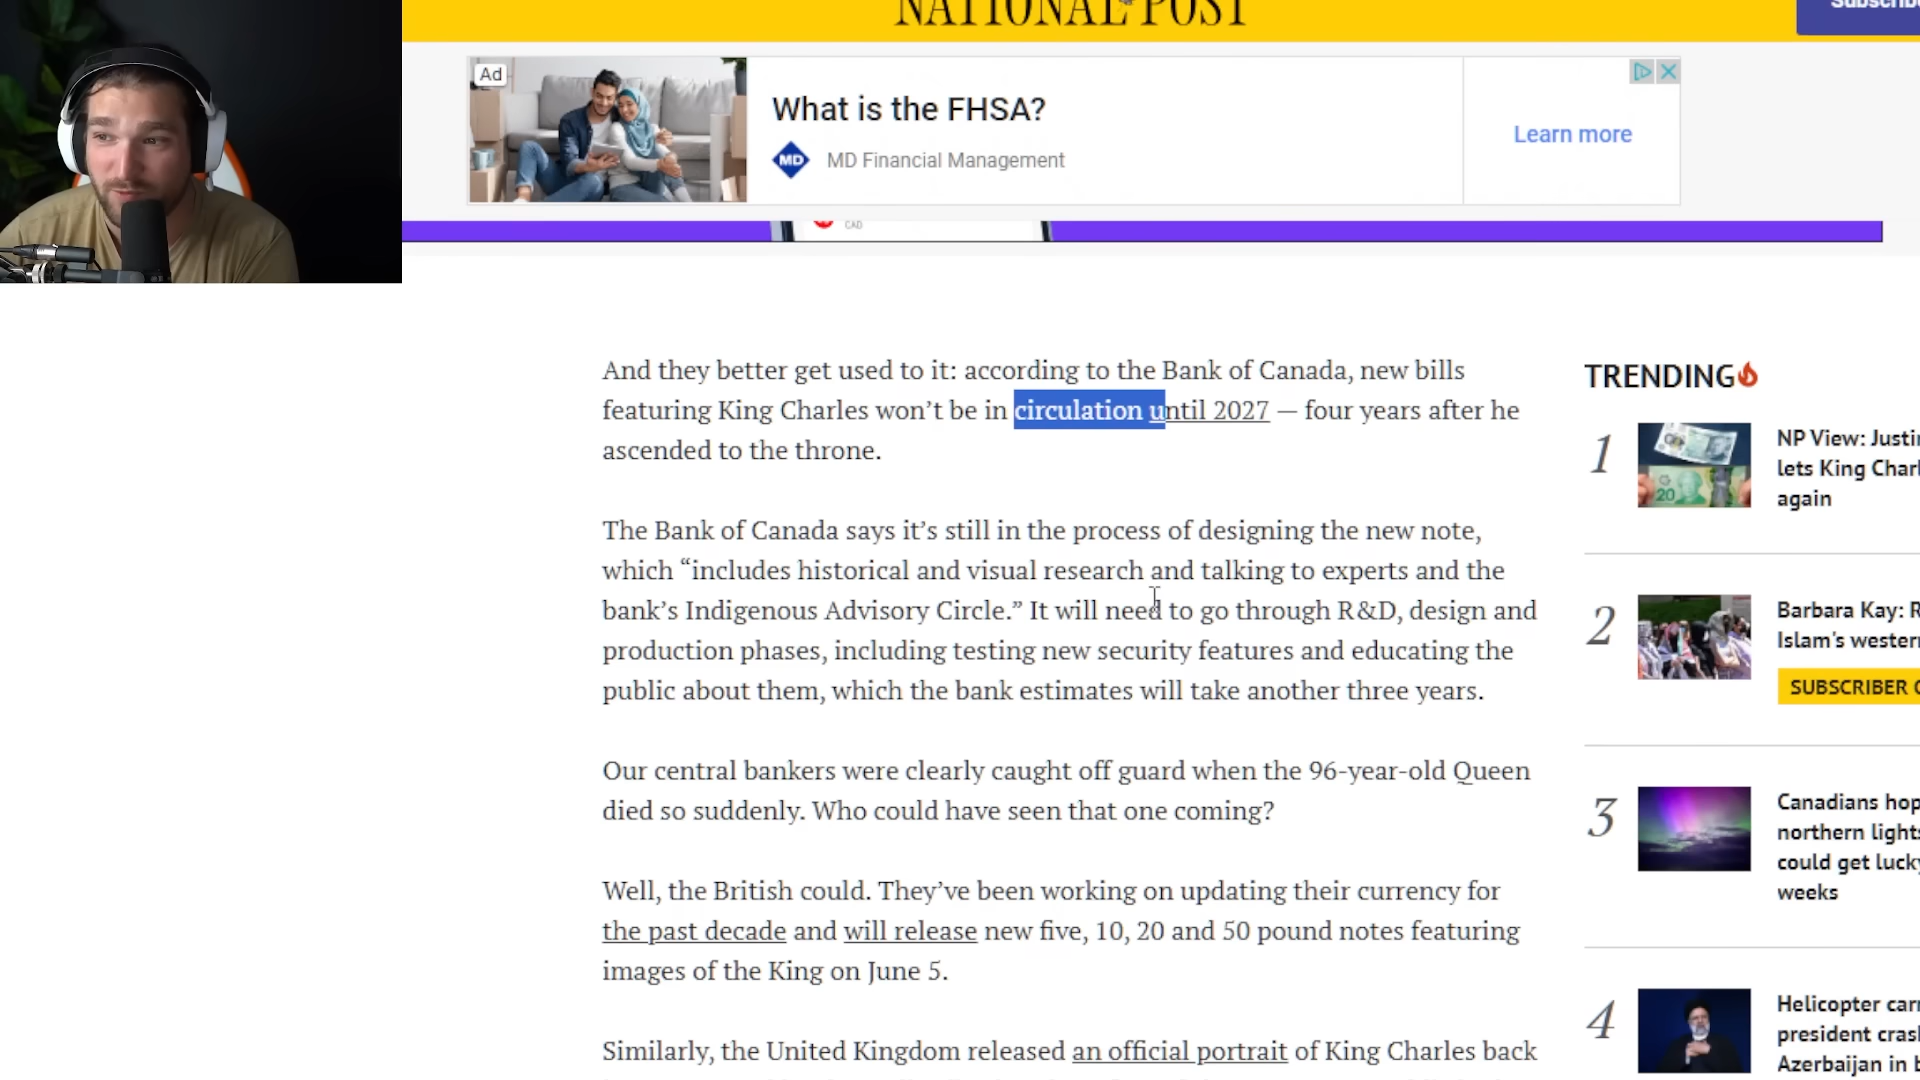 NATIONAL POST
Ad
What is the FHSA?
MD
MD Financial Management
Learn more
CAD
And they better get used to it: according to the Bank of Canada, new bills
featuring King Charles won’t be in circulation until 2027 — four years after he
ascended to the throne.
The Bank of Canada says it’s still in the process of designing the new note,
which “includes historical and visual research and talking to experts and the
bank’s Indigenous Advisory Circle.” It will need to go through R&D, design and
production phases, including testing new security features and educating the
public about them, which the bank estimates will take another three years.
Our central bankers were clearly caught off guard when the 96-year-old Queen
died so suddenly. Who could have seen that one coming?
Well, the British could. They’ve been working on updating their currency for
the past decade and will release new five, 10, 20 and 50 pound notes featuring
images of the King on June 5.
Similarly, the United Kingdom released an official portrait of King Charles back
TRENDING
1
20
NP View: Justi
lets King Char
again
2
Barbara Kay: R
Islam's wester
SUBSCRIBER
3
Canadians hop
northern lights
could get lucky
weeks
4
Helicopter carr
president crash
Azerbaijan in b